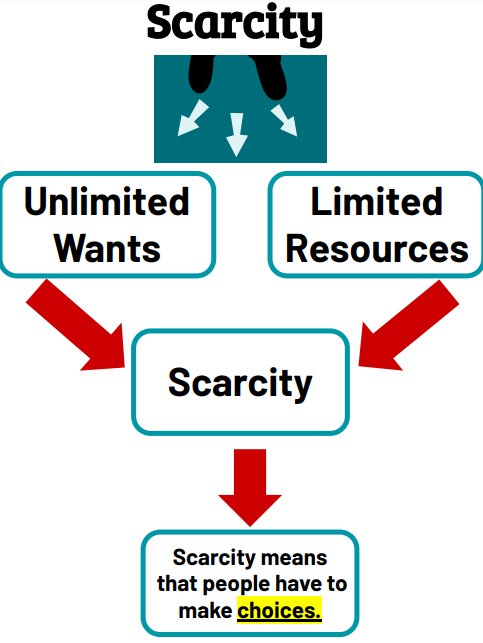 Scarcity
Unlimited
Wants
Limited
Resources
Scarcity
Scarcity means
that people have to
make choices.